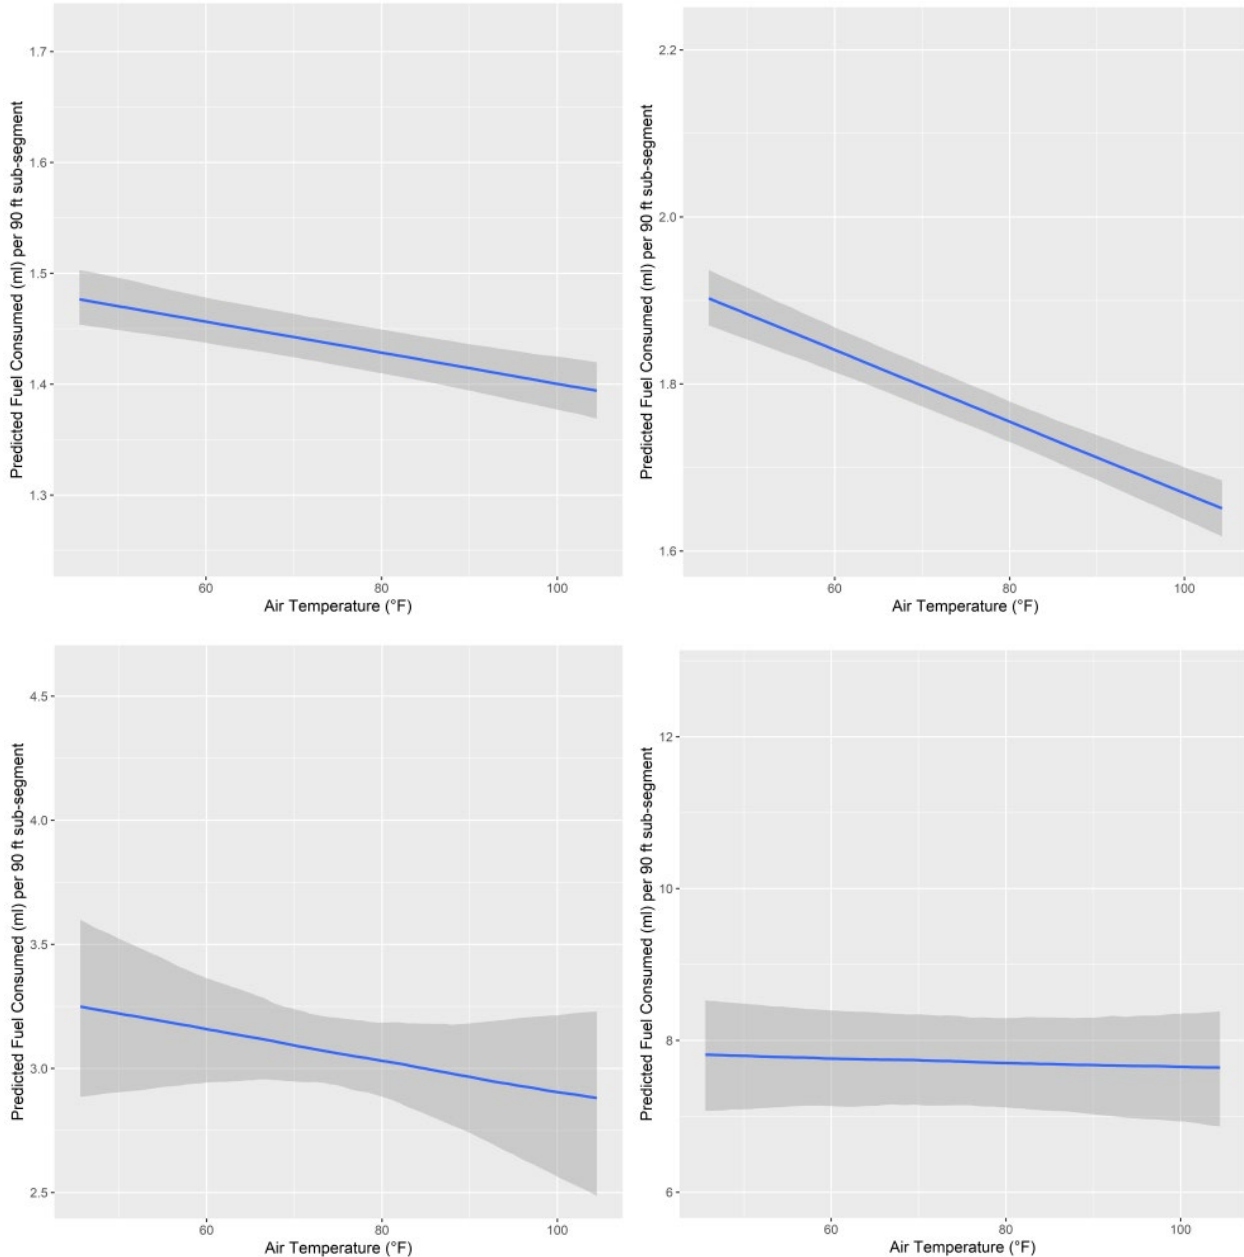 Predicted Fuel Consumed (ml) per 90 ft sub-segment
1.7
1.6
1.5
1.4
1.3
60 80 100
Air Temperature (°F)
Predicted Fuel Consumed (ml) per 90 ft sub-segment
2.2
2.0
1.8
1.6
60 80 100
Air Temperature (°F)
Predicted Fuel Consumed (ml) per 90 ft sub-segment
4.5
4.0
3.5
3.0
2.5
60 80 100
Air Temperature (°F)
Predicted Fuel Consumed (ml) per 90 ft sub-segment
12
10
8
6
60 80 100
Air Temperature (°F)